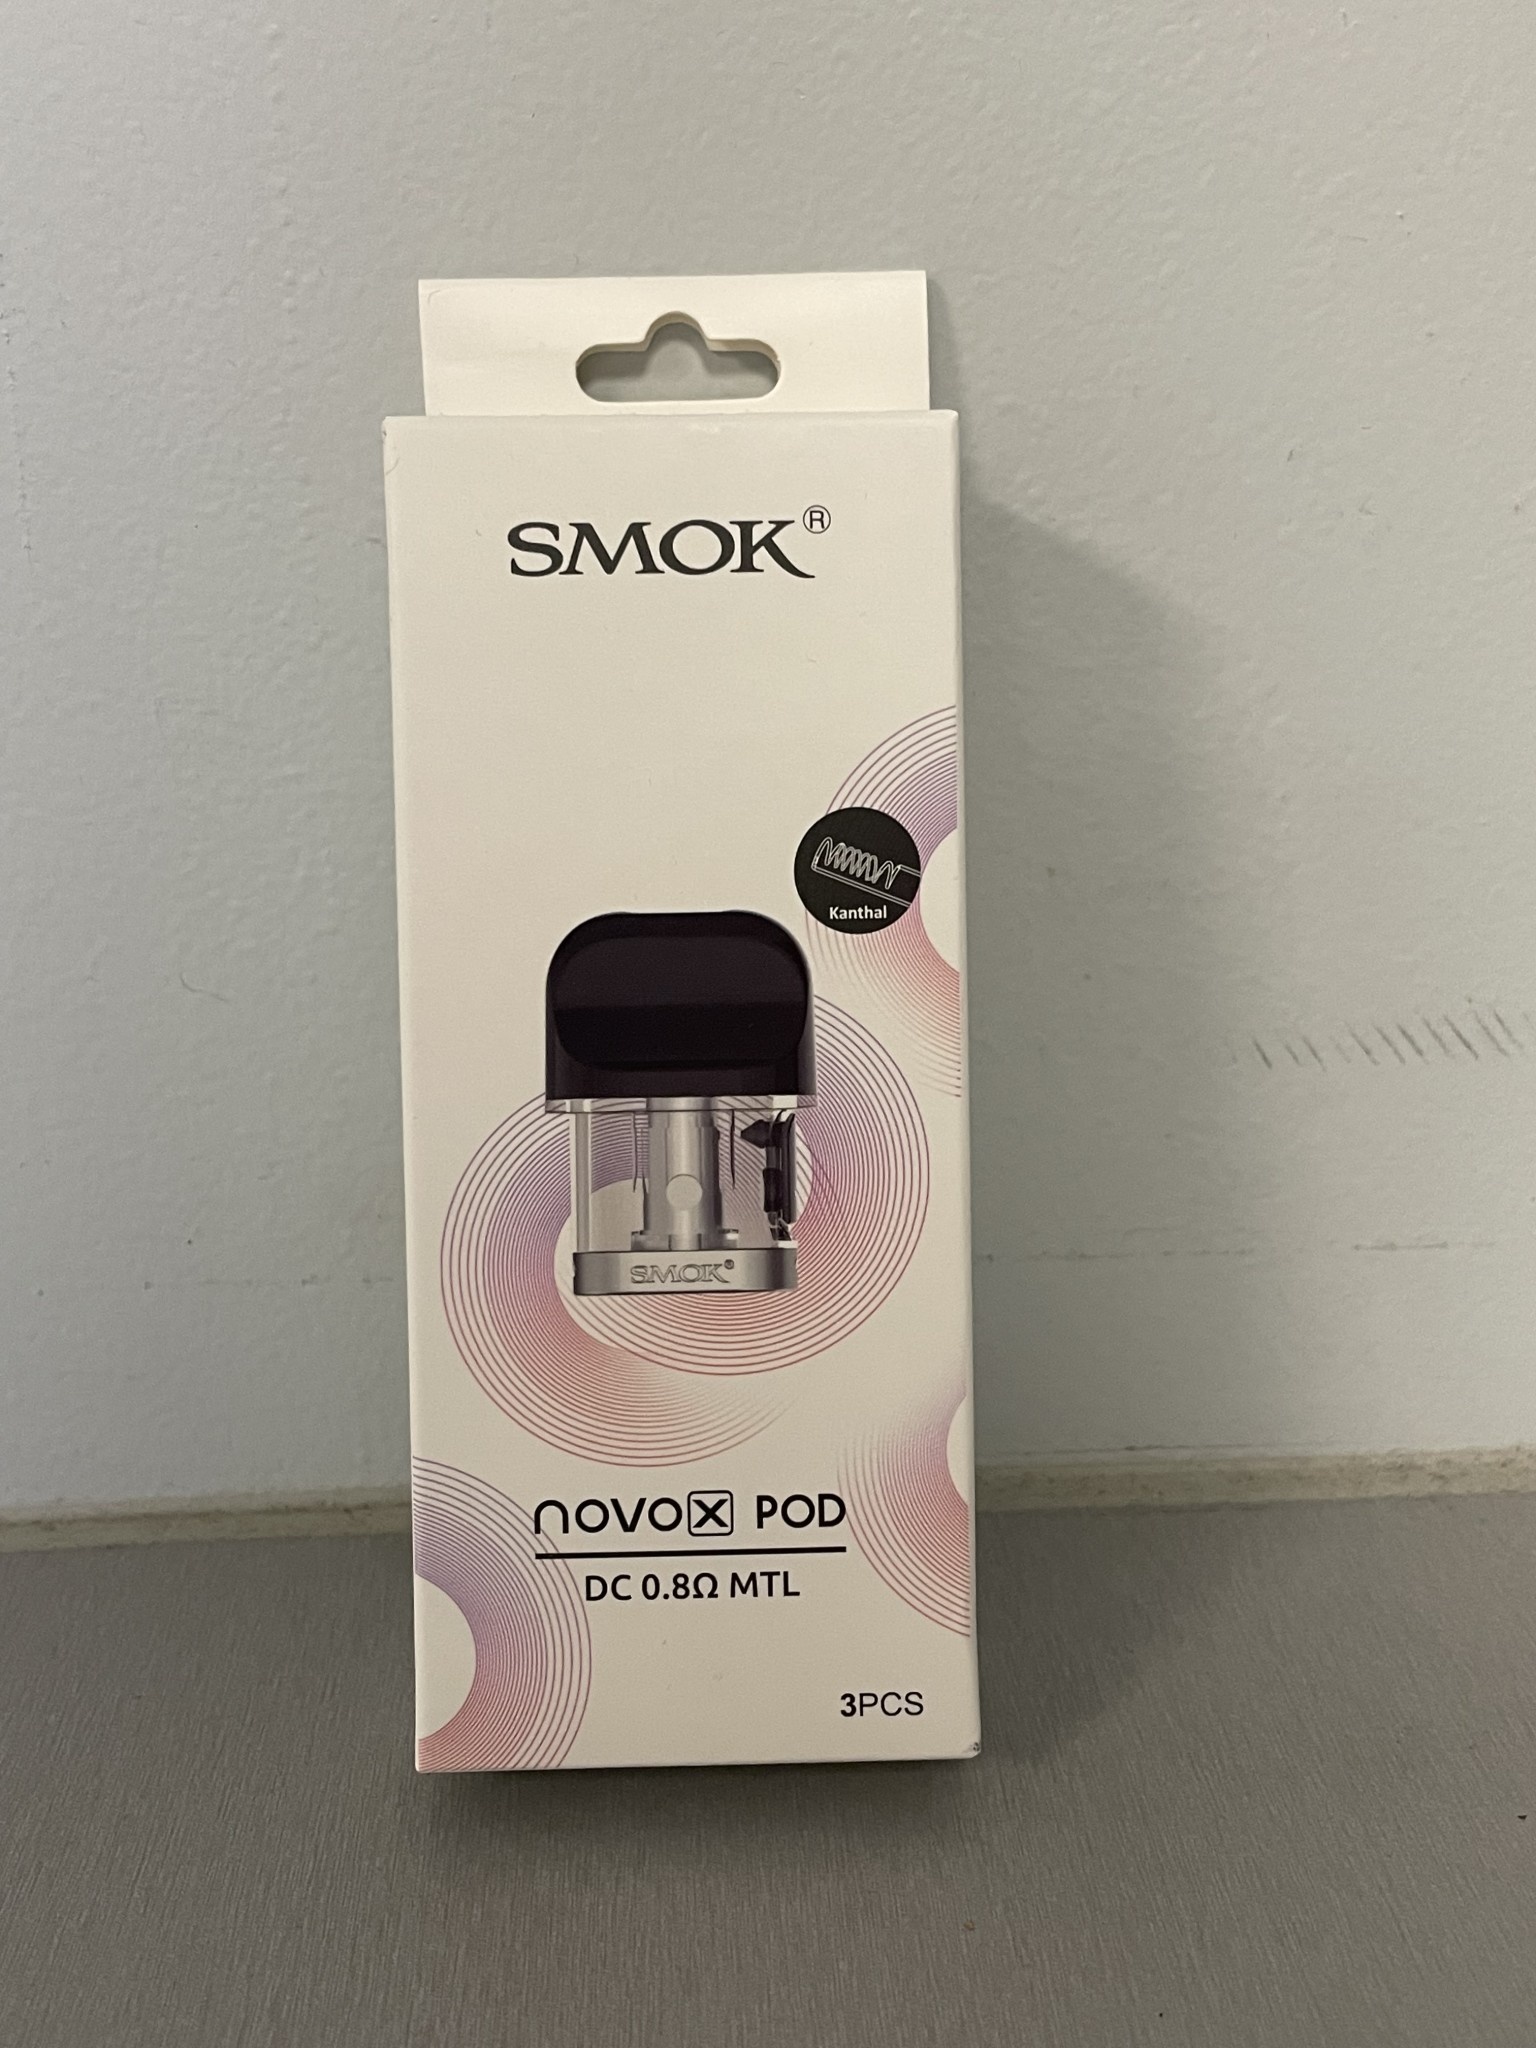 SMOK®
Kanthal
SMOK®
novo X POD
DC 0.8Ω MTL
3PCS